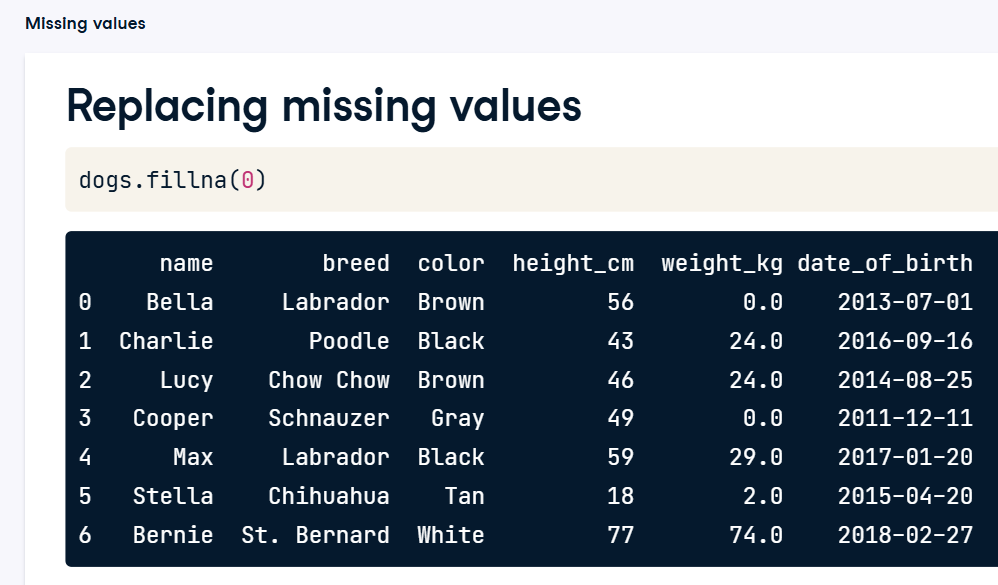 Missing values
Replacing missing values
dogs.fillna(0)
name breed color height_cm weight_kg date_of_birth
0 Bella Labrador Brown 56 0.0 2013-07-01
1 Charlie Poodle Black 43 24.0 2016-09-16
2 Lucy Chow Chow Brown 46 24.0 2014-08-25
3 Cooper Schnauzer Gray 49 0.0 2011-12-11
4 Max Labrador Black 59 29.0 2017-01-20
5 Stella Chihuahua Tan 18 2.0 2015-04-20
6 Bernie St. Bernard White 77 74.0 2018-02-27